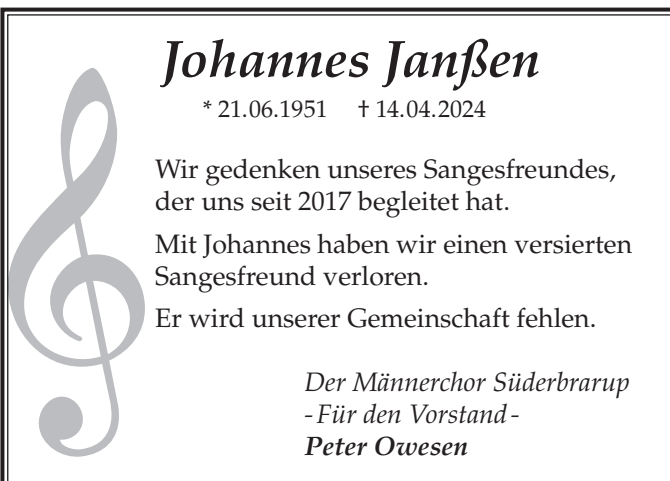 Johannes Janßen
* 21.06.1951 † 14.04.2024
Wir gedenken unseres Sangesfreundes,
der uns seit 2017 begleitet hat.
Mit Johannes haben wir einen versierten
Sangesfreund verloren.
Er wird unserer Gemeinschaft fehlen.
Der Männerchor Süderbrarup
- Für den Vorstand -
Peter Owesen